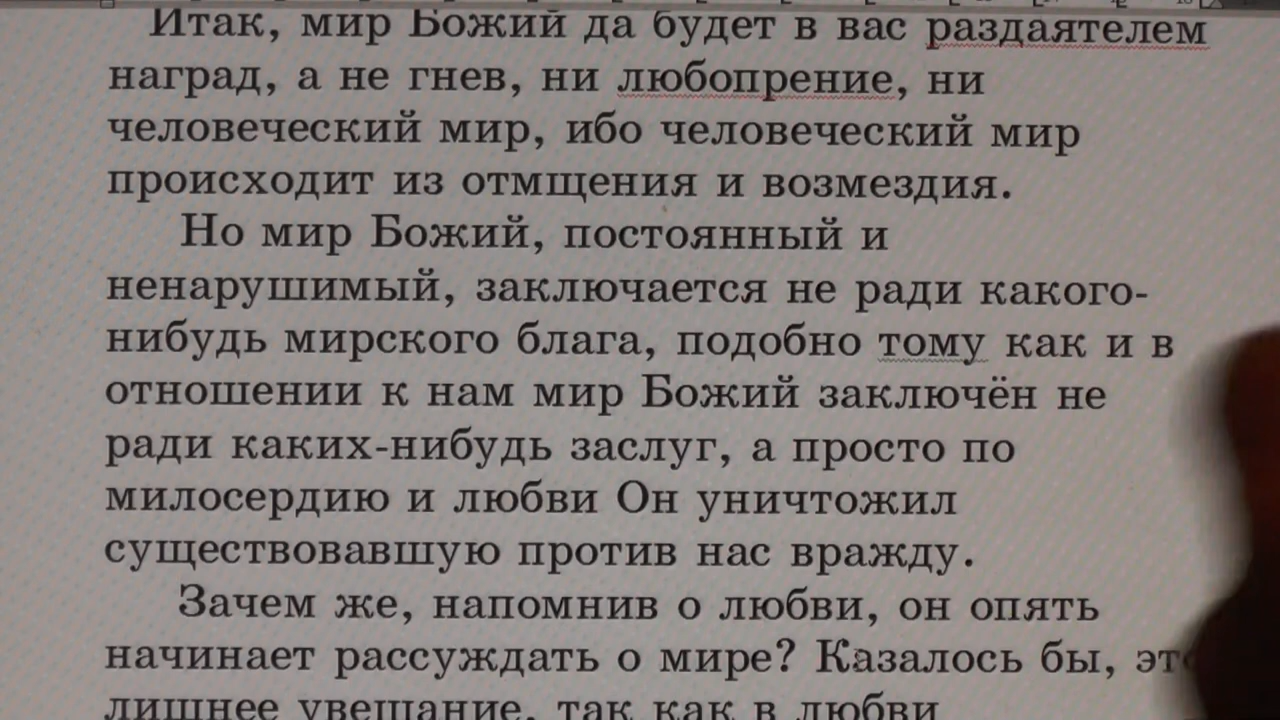 Итак, мир Божий да будет в вас раздаятелем
наград, а не гнев, ни любопрение, ни
человеческий мир, ибо человеческий мир
происходит из отмщения и возмездия.
Но мир Божий, постоянный и
ненарушимый, заключается не ради какого-
нибудь мирского блага, подобно тому как и в
отношении к нам мир Божий заключён не
ради каких-нибудь заслуг, а просто по
милосердию и любви Он уничтожил
существовавшую против нас вражду.
Зачем же, напомнив о любви, он опять
начинает рассуждать о мире? Казалось бы, это
лишнее увещание, так как в любви